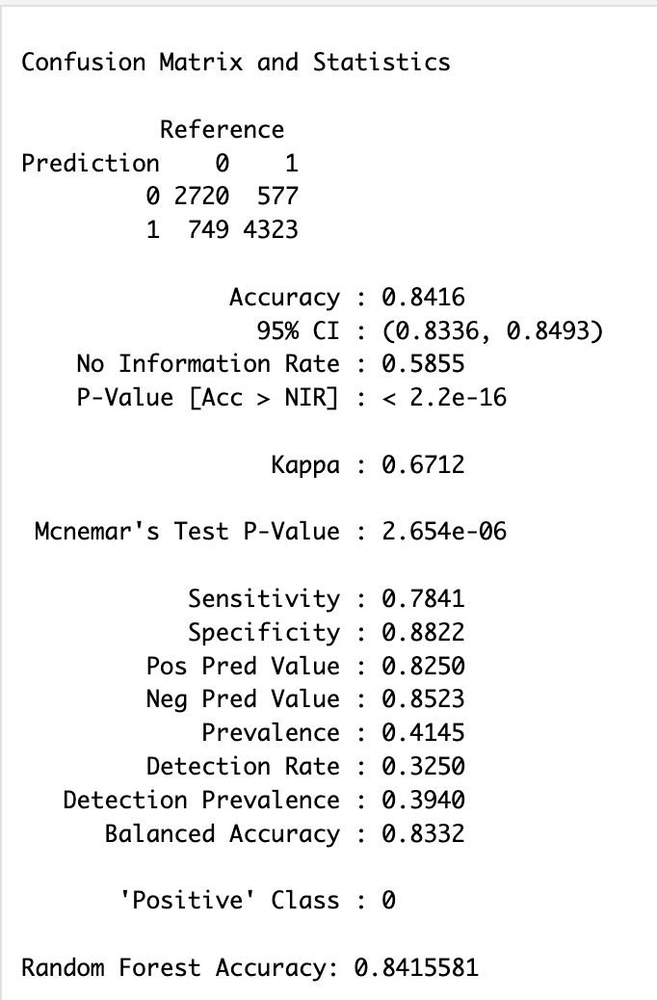 Confusion Matrix and Statistics
Reference
Prediction    0    1
0 2720  577
1  749 4323
Accuracy : 0.8416
95% CI : (0.8336, 0.8493)
No Information Rate : 0.5855
P-Value [Acc > NIR] : < 2.2e-16
Kappa : 0.6712
Mcnemar's Test P-Value : 2.654e-06
Sensitivity : 0.7841
Specificity : 0.8822
Pos Pred Value : 0.8250
Neg Pred Value : 0.8523
Prevalence : 0.4145
Detection Rate : 0.3250
Detection Prevalence : 0.3940
Balanced Accuracy : 0.8332
'Positive' Class : 0
Random Forest Accuracy: 0.8415581